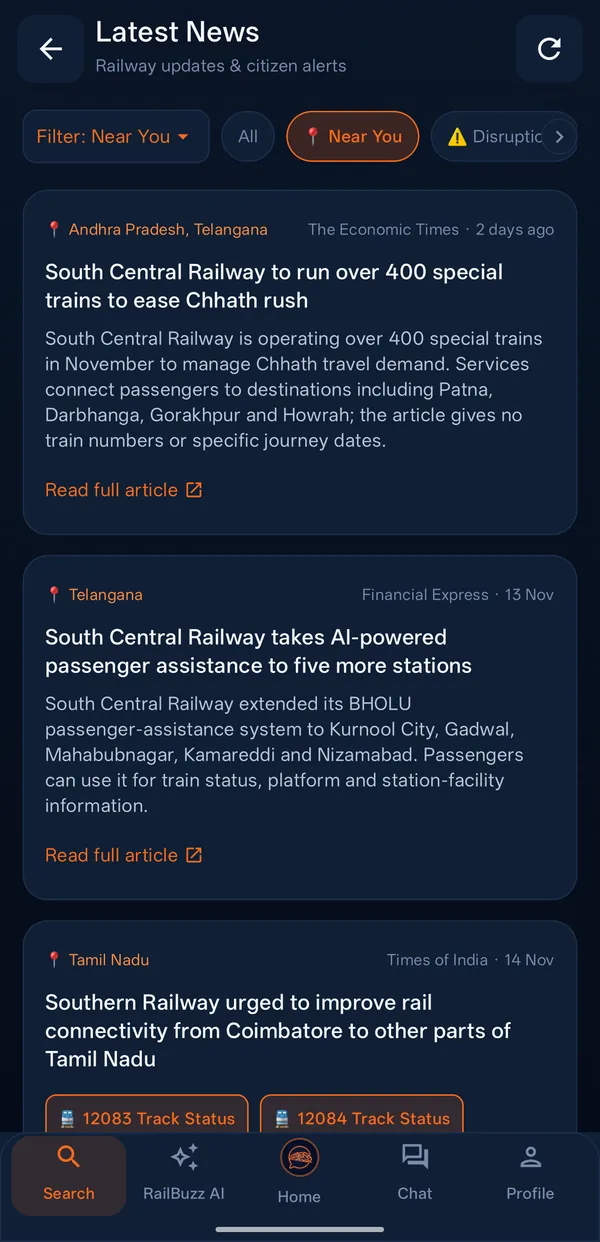 Latest News
Railway updates & citizen alerts
Filter: Near You
All
Near You
Disruptio
Andhra Pradesh, Telangana
The Economic Times · 2 days ago
South Central Railway to run over 400 special
trains to ease Chhath rush
South Central Railway is operating over 400 special trains
in November to manage Chhath travel demand. Services
connect passengers to destinations including Patna,
Darbhanga, Gorakhpur and Howrah; the article gives no
train numbers or specific journey dates.
Read full article
Telangana
Financial Express · 13 Nov
South Central Railway takes AI-powered
passenger assistance to five more stations
South Central Railway extended its BHOLU
passenger-assistance system to Kurnool City, Gadwal,
Mahabubnagar, Kamareddi and Nizamabad. Passengers
can use it for train status, platform and station-facility
information.
Read full article
Tamil Nadu
Times of India · 14 Nov
Southern Railway urged to improve rail
connectivity from Coimbatore to other parts of
Tamil Nadu
12083 Track Status
12084 Track Status
Search
RailBuzz AI
Home
Chat
Profile